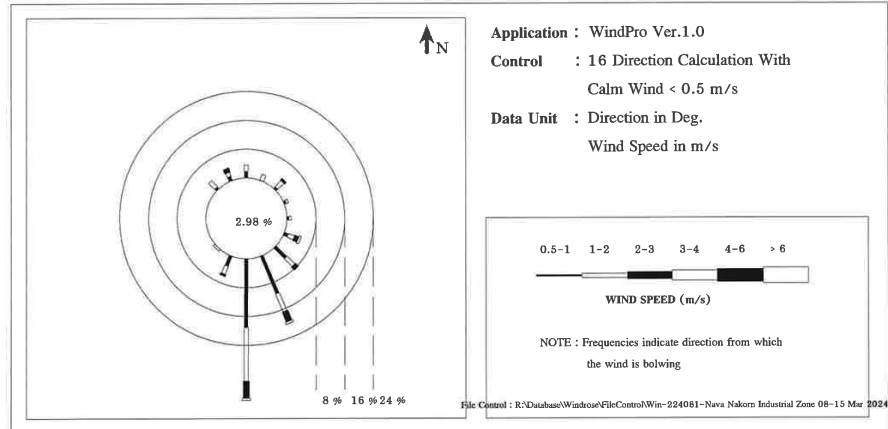 N
2.98 %
8 % 16 % 24 %
Application : WindPro Ver.1.0
Control : 16 Direction Calculation With
Calm Wind < 0.5 m/s
Data Unit : Direction in Deg.
Wind Speed in m/s
0.5-1 1-2 2-3 3-4 4-6 > 6
WIND SPEED (m/s)
NOTE : Frequencies indicate direction from which
the wind is bolwing
File Control : R:\Database\Windrose\FileControl\Win-224081-Nava Nakorn Industrial Zone 08-15 Mar 2024